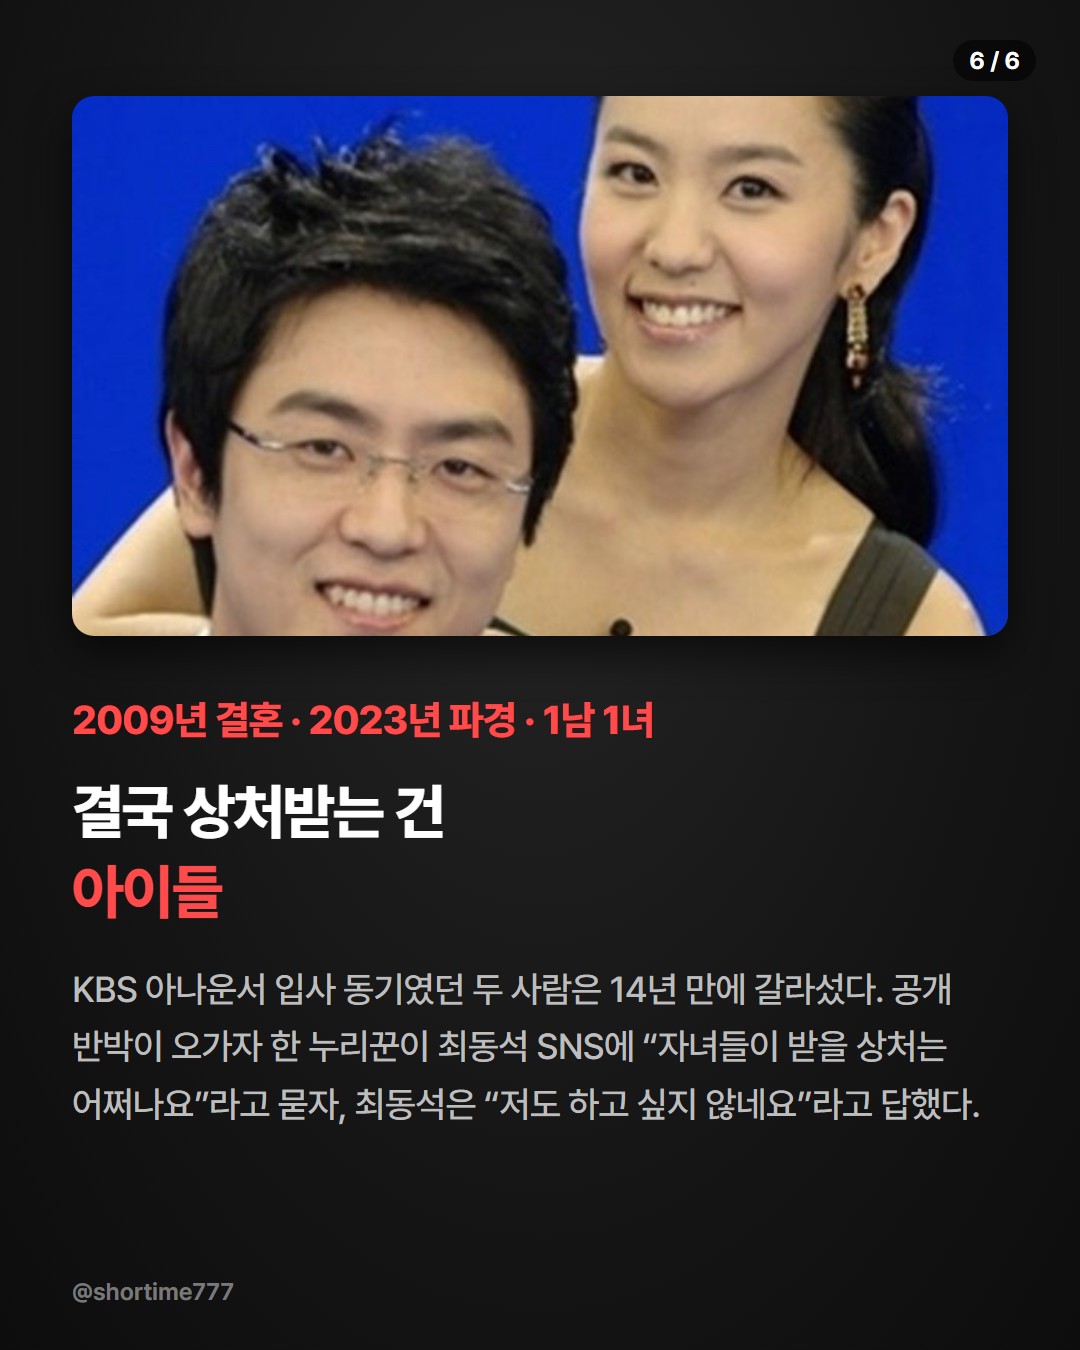 6 / 6
2009년 결혼 · 2023년 파경 · 1남 1녀
결국 상처받는 건
아이들
KBS 아나운서 입사 동기였던 두 사람은 14년 만에 갈라섰다. 공개
반박이 오가자 한 누리꾼이 최동석 SNS에 “자녀들이 받을 상처는
어쩌나요”라고 묻자, 최동석은 “저도 하고 싶지 않네요”라고 답했다.
@shortime777